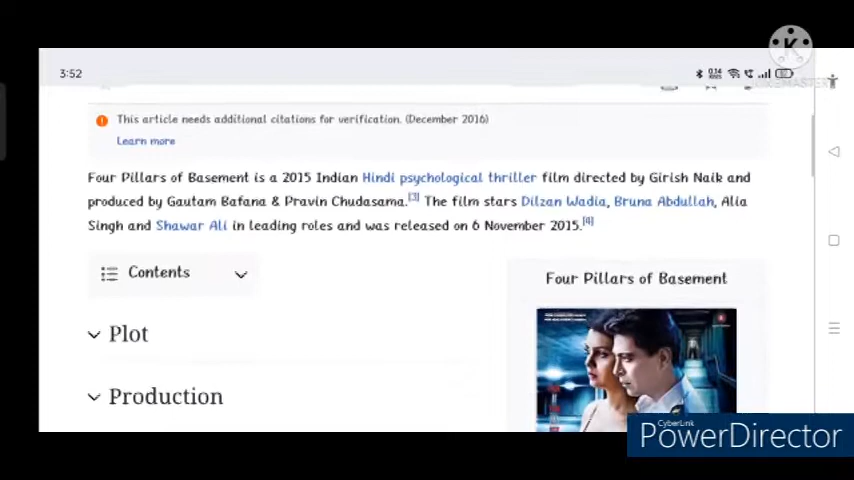 3:52
KINEMASTER
This article needs additional citations for verification. (December 2016)
Learn more
Four Pillars of Basement is a 2015 Indian Hindi psychological thriller film directed by Girish Naik and
produced by Gautam Bafana & Pravin Chudasama.[3] The film stars Dilzan Wadia, Bruna Abdullah, Alia
Singh and Shawar Ali in leading roles and was released on 6 November 2015.[4]
Contents
Four Pillars of Basement
Plot
Production
CyberLink
PowerDirector